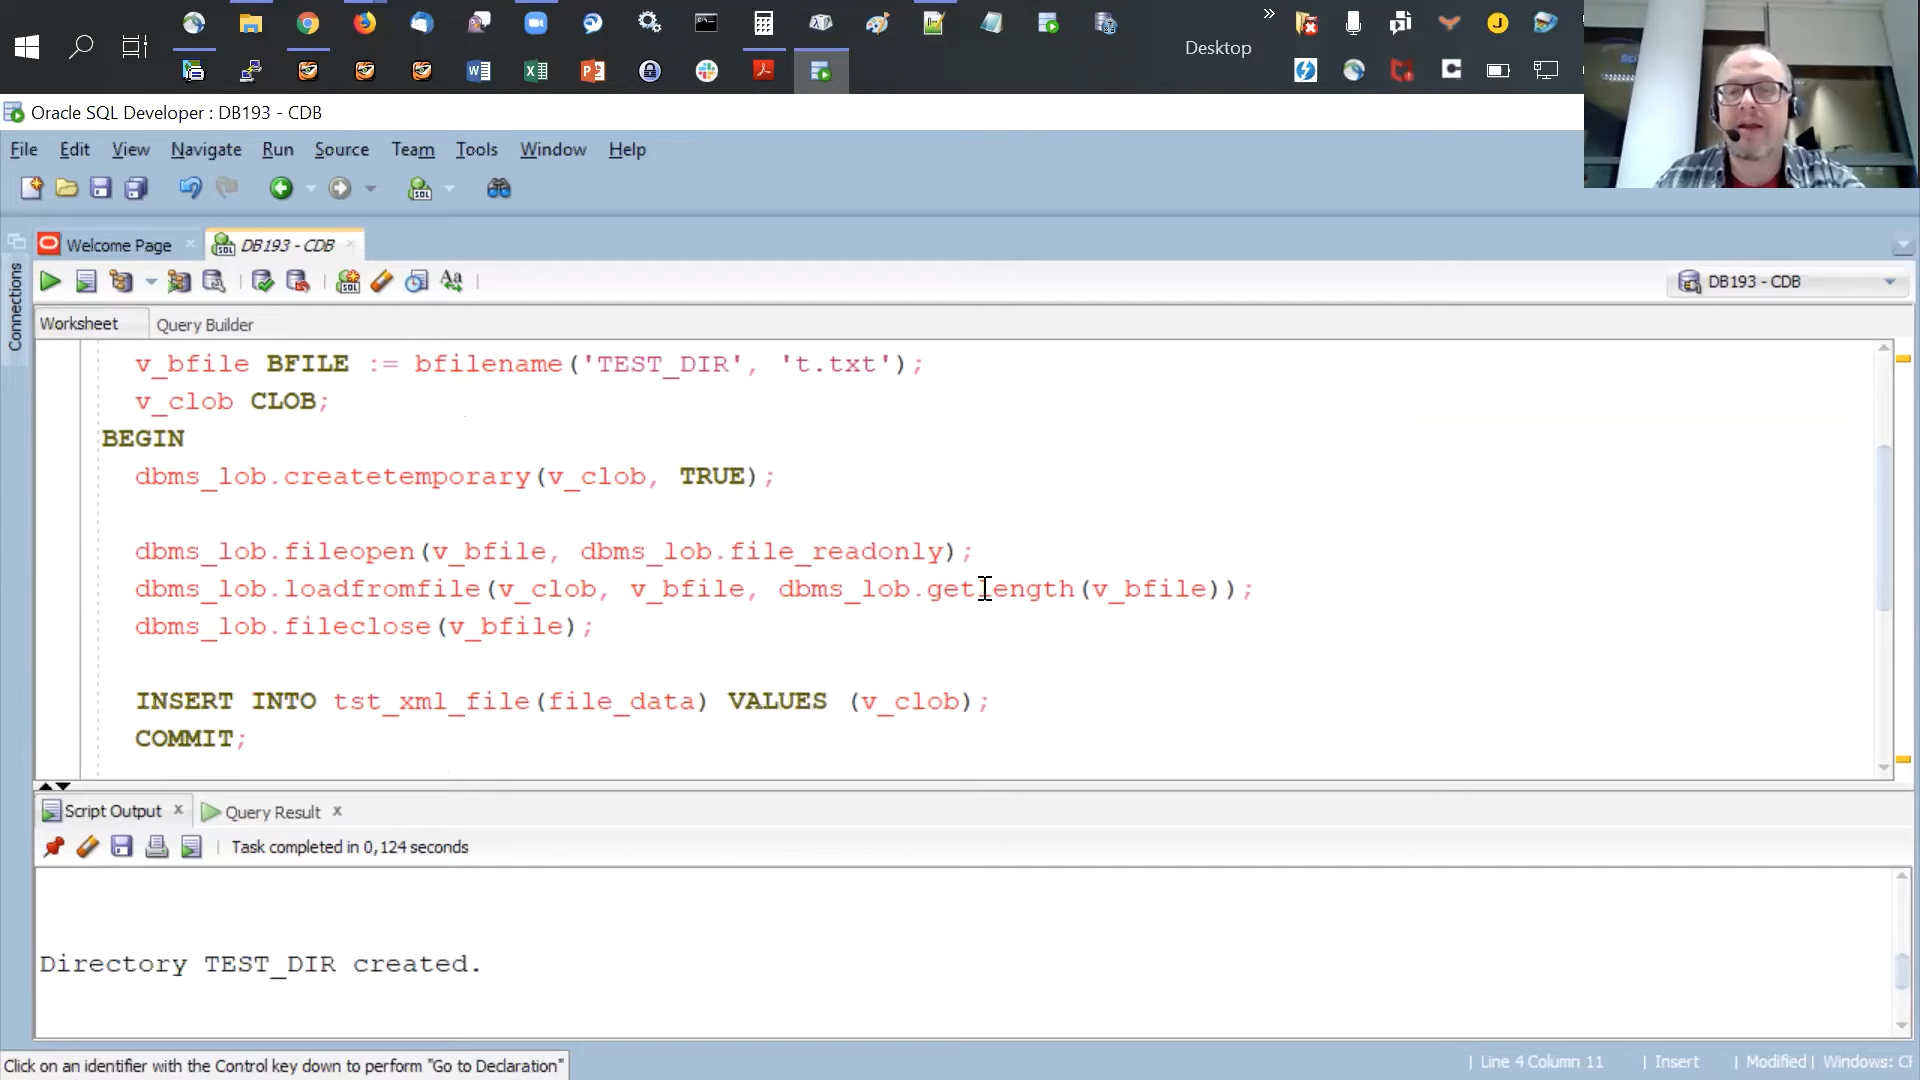 Desktop
Oracle SQL Developer : DB193 - CDB
File Edit View Navigate Run Source Team Tools Window Help
Connections
Welcome Page
DB193 - CDB
DB193 - CDB
Worksheet
Query Builder
v_bfile BFILE := bfilename('TEST_DIR', 't.txt');
v_clob CLOB;
BEGIN
dbms_lob.createtemporary(v_clob, TRUE);
dbms_lob.fileopen(v_bfile, dbms_lob.file_readonly);
dbms_lob.loadfromfile(v_clob, v_bfile, dbms_lob.getlength(v_bfile));
dbms_lob.fileclose(v_bfile);
INSERT INTO tst_xml_file(file_data) VALUES (v_clob);
COMMIT;
Script Output
Query Result
Task completed in 0,124 seconds
Directory TEST_DIR created.
Click on an identifier with the Control key down to perform "Go to Declaration"
Line 4 Column 11
Insert
Modified
Windows: